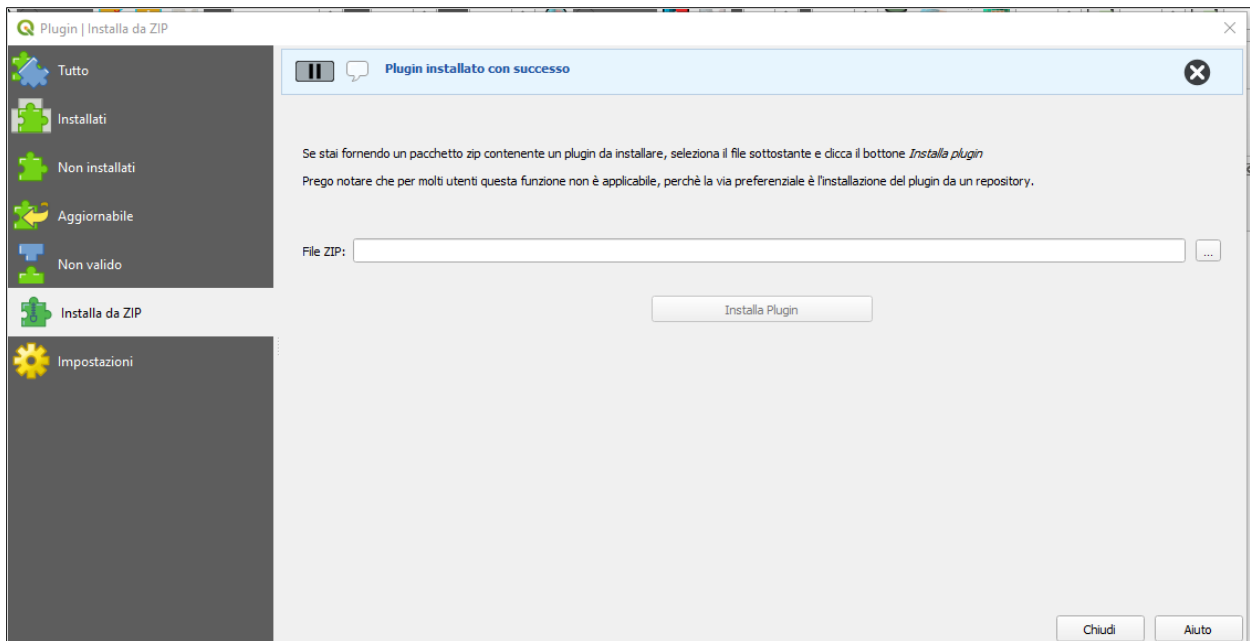 Plugin | Installa da ZIP
Tutto
Installati
Non installati
Aggiornabile
Non valido
Installa da ZIP
Impostazioni
Plugin installato con successo
Se stai fornendo un pacchetto zip contenente un plugin da installare, seleziona il file sottostante e clicca il bottone Installa plugin
Prego notare che per molti utenti questa funzione non è applicabile, perchè la via preferenziale è l'installazione del plugin da un repository.
File ZIP:
...
Installa Plugin
Chiudi
Aiuto